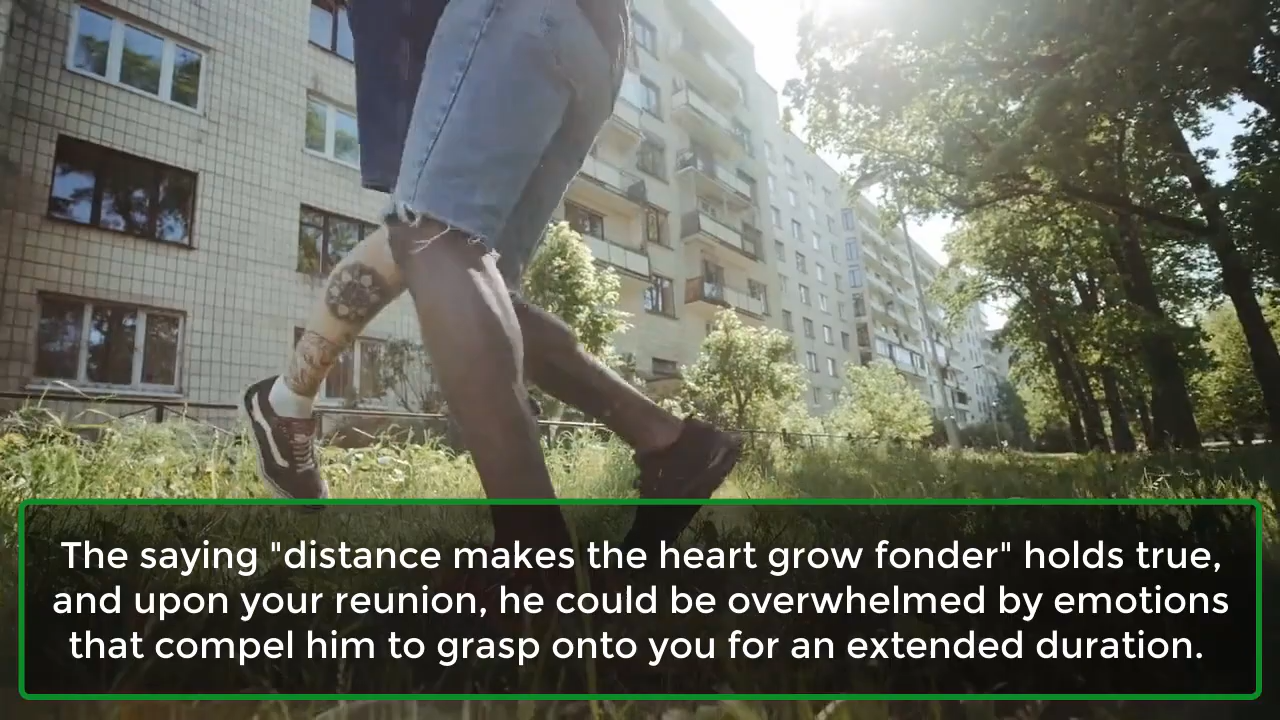 The saying "distance makes the heart grow fonder" holds true,
and upon your reunion, he could be overwhelmed by emotions
that compel him to grasp onto you for an extended duration.